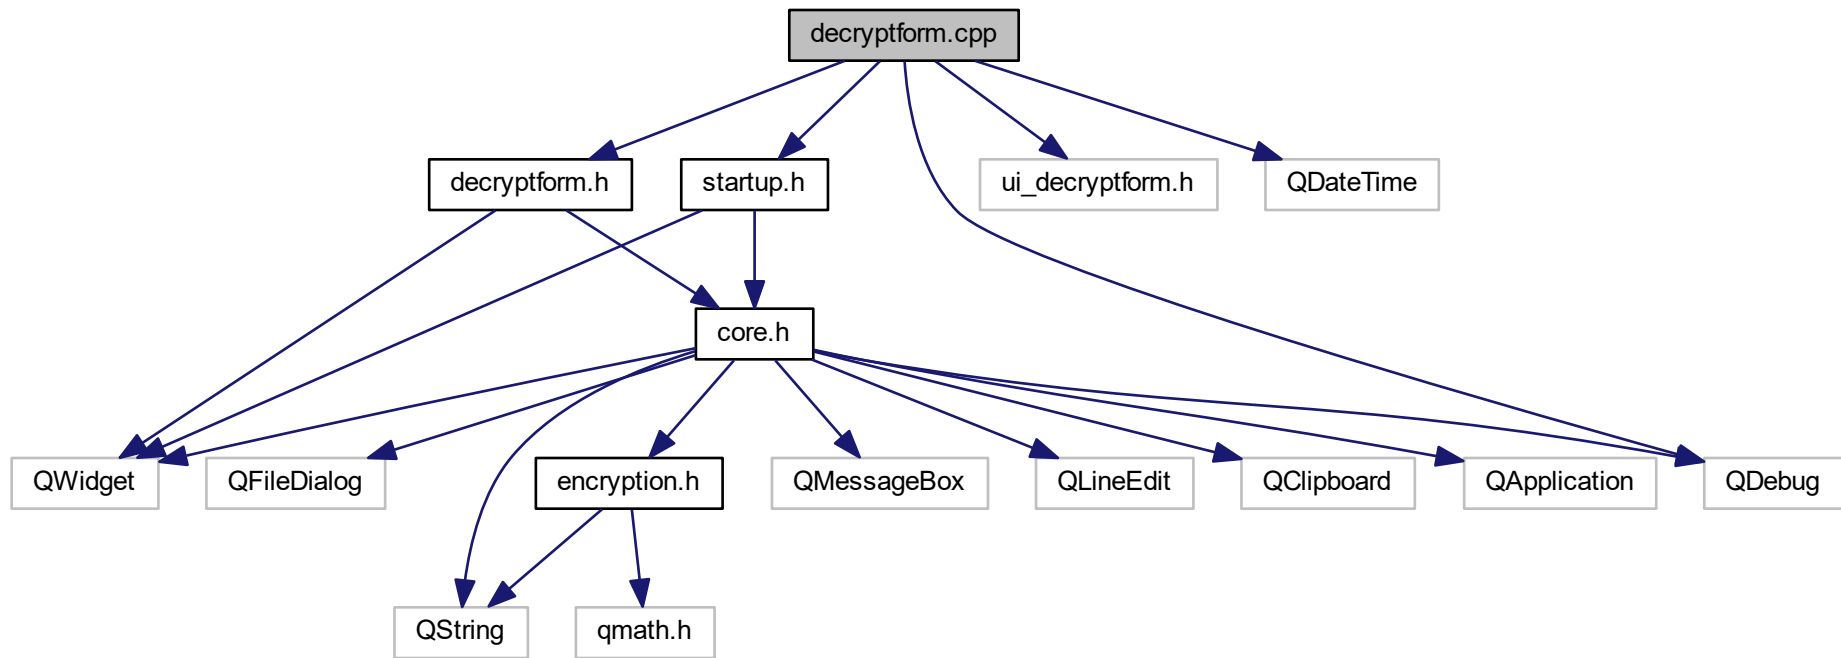 decryptform.cpp
decryptform.h
startup.h
ui_decryptform.h
QDateTime
core.h
QWidget
QFileDialog
encryption.h
QMessageBox
QLineEdit
QClipboard
QApplication
QDebug
QString
qmath.h